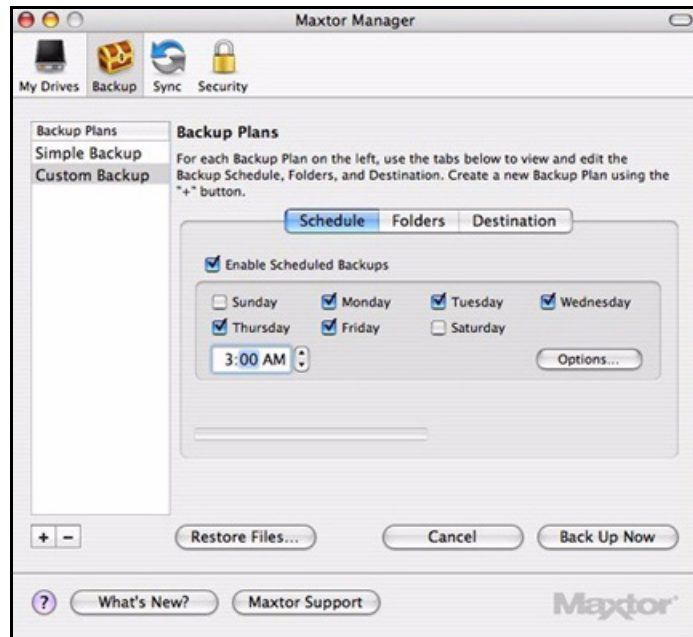 Maxtor Manager
My Drives Backup Sync Security
Backup Plans
Simple Backup
Custom Backup
Backup Plans
For each Backup Plan on the left, use the tabs below to view and edit the
Backup Schedule, Folders, and Destination. Create a new Backup Plan using the
"+" button.
Schedule Folders Destination
Enable Scheduled Backups
Sunday Monday Tuesday Wednesday
Thursday Friday Saturday
3:00 AM Options...
+ −
Restore Files... Cancel Back Up Now
? What's New? Maxtor Support Maxtor